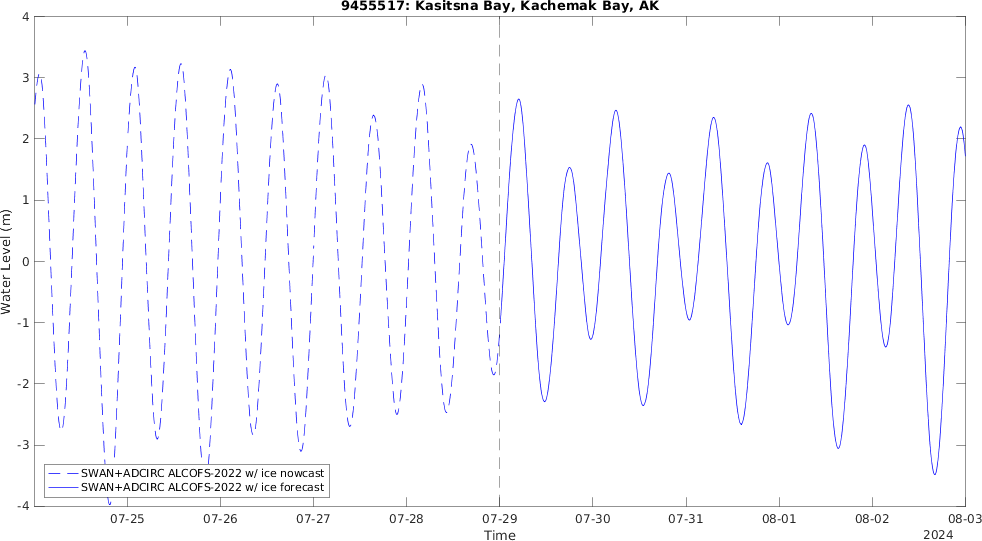 9455517: Kasitsna Bay, Kachemak Bay, AK
4
3
2
1
0
-1
-2
-3
-4
Water Level (m)
SWAN+ADCIRC ALCOFS-2022 w/ ice nowcast
SWAN+ADCIRC ALCOFS-2022 w/ ice forecast
07-25 07-26 07-27 07-28 07-29 07-30 07-31 08-01 08-02 08-03
Time
2024